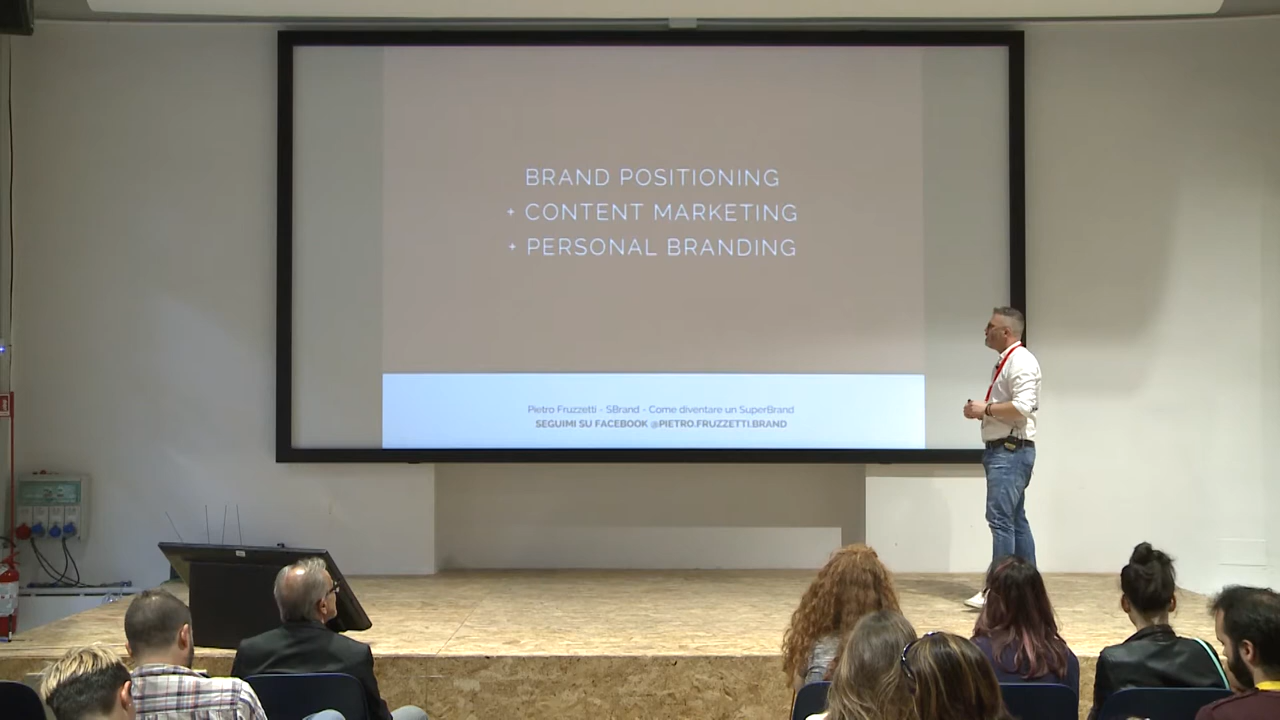 BRAND POSITIONING
+ CONTENT MARKETING
+ PERSONAL BRANDING
Pietro Fruzzetti - SBrand - Come diventare un SuperBrand
SEGUIMI SU FACEBOOK @PIETRO.FRUZZETTI.BRAND